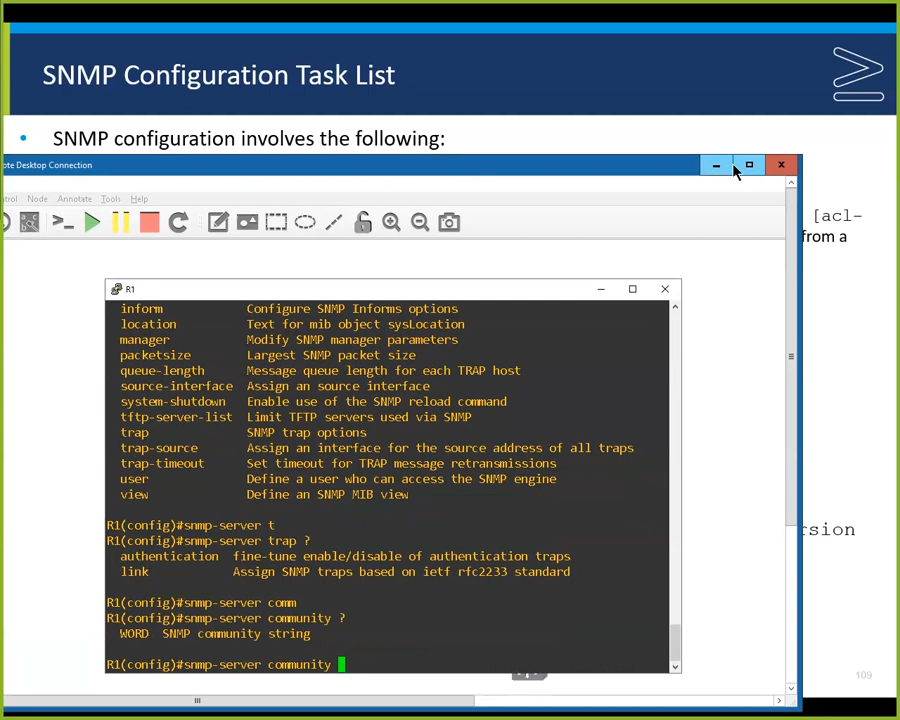 SNMP Configuration Task List
• SNMP configuration involves the following:
ote Desktop Connection
ntrol Node Annotate Tools Help
[acl-
from a
R1
inform Configure SNMP Informs options
location Text for mib object sysLocation
manager Modify SNMP manager parameters
packetsize Largest SNMP packet size
queue-length Message queue length for each TRAP host
source-interface Assign an source interface
system-shutdown Enable use of the SNMP reload command
tftp-server-list Limit TFTP servers used via SNMP
trap SNMP trap options
trap-source Assign an interface for the source address of all traps
trap-timeout Set timeout for TRAP message retransmissions
user Define a user who can access the SNMP engine
view Define an SNMP MIB view
R1(config)#snmp-server t
rsion
R1(config)#snmp-server trap ?
authentication fine-tune enable/disable of authentication traps
link Assign SNMP traps based on ietf rfc2233 standard
R1(config)#snmp-server comm
R1(config)#snmp-server community ?
WORD SNMP community string
R1(config)#snmp-server community
109